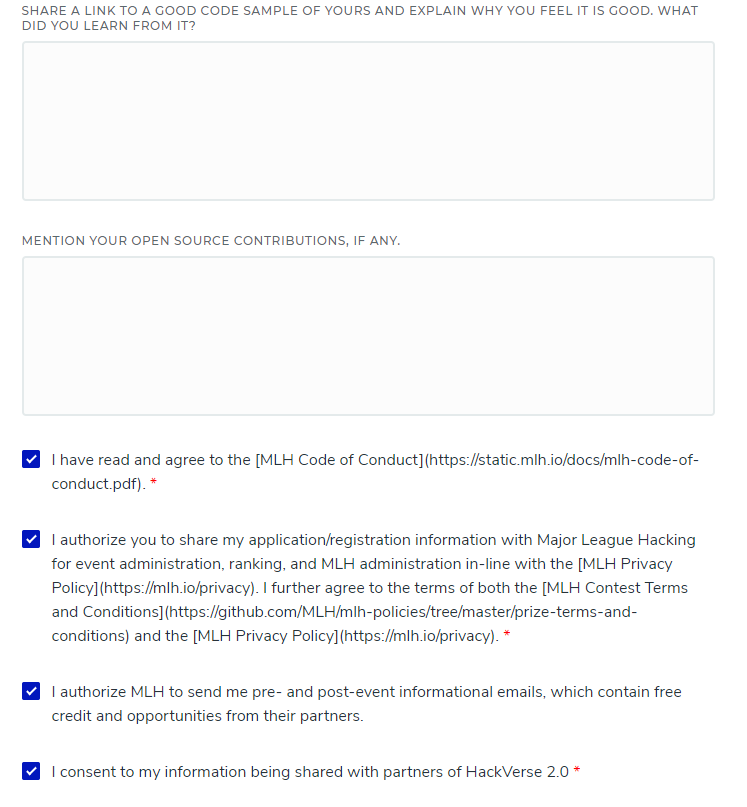 SHARE A LINK TO A GOOD CODE SAMPLE OF YOURS AND EXPLAIN WHY YOU FEEL IT IS GOOD. WHAT
DID YOU LEARN FROM IT?
MENTION YOUR OPEN SOURCE CONTRIBUTIONS, IF ANY.
I have read and agree to the [MLH Code of Conduct](https://static.mlh.io/docs/mlh-code-of-
conduct.pdf). *
I authorize you to share my application/registration information with Major League Hacking
for event administration, ranking, and MLH administration in-line with the [MLH Privacy
Policy](https://mlh.io/privacy). I further agree to the terms of both the [MLH Contest Terms
and Conditions](https://github.com/MLH/mlh-policies/tree/master/prize-terms-and-
conditions) and the [MLH Privacy Policy](https://mlh.io/privacy). *
I authorize MLH to send me pre- and post-event informational emails, which contain free
credit and opportunities from their partners.
I consent to my information being shared with partners of HackVerse 2.0 *